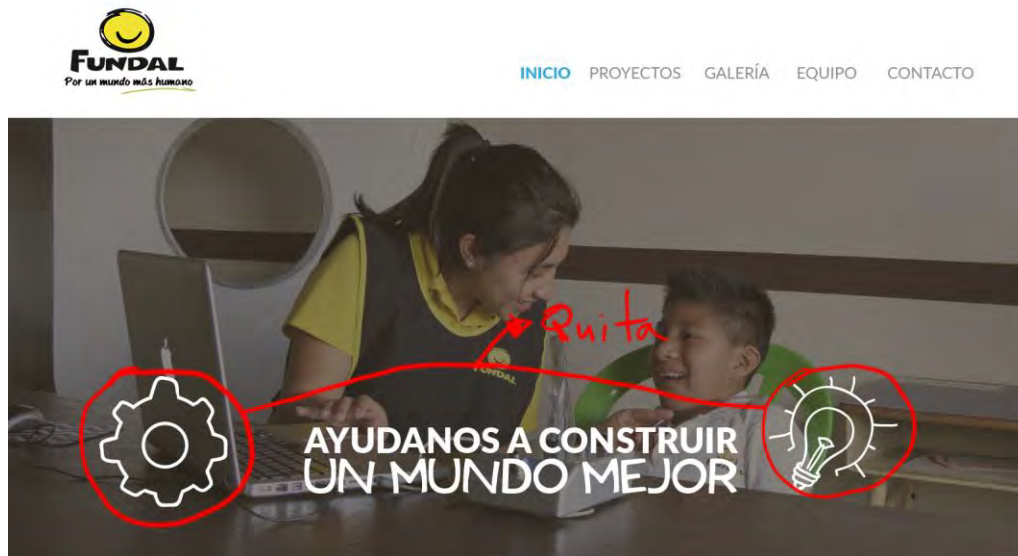 FUNDAL
Por un mundo más humano
INICIO PROYECTOS GALERÍA EQUIPO CONTACTO
Quita
FUNDAL
AYUDANOS A CONSTRUIR
UN MUNDO MEJOR